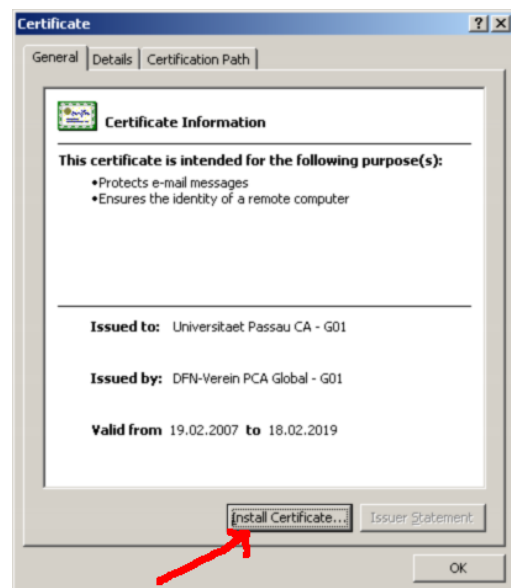 Certificate
General Details Certification Path
Certificate Information
This certificate is intended for the following purpose(s):
•Protects e-mail messages
•Ensures the identity of a remote computer
Issued to: Universitaet Passau CA - G01
Issued by: DFN-Verein PCA Global - G01
Valid from 19.02.2007 to 18.02.2019
Install Certificate... Issuer Statement
OK